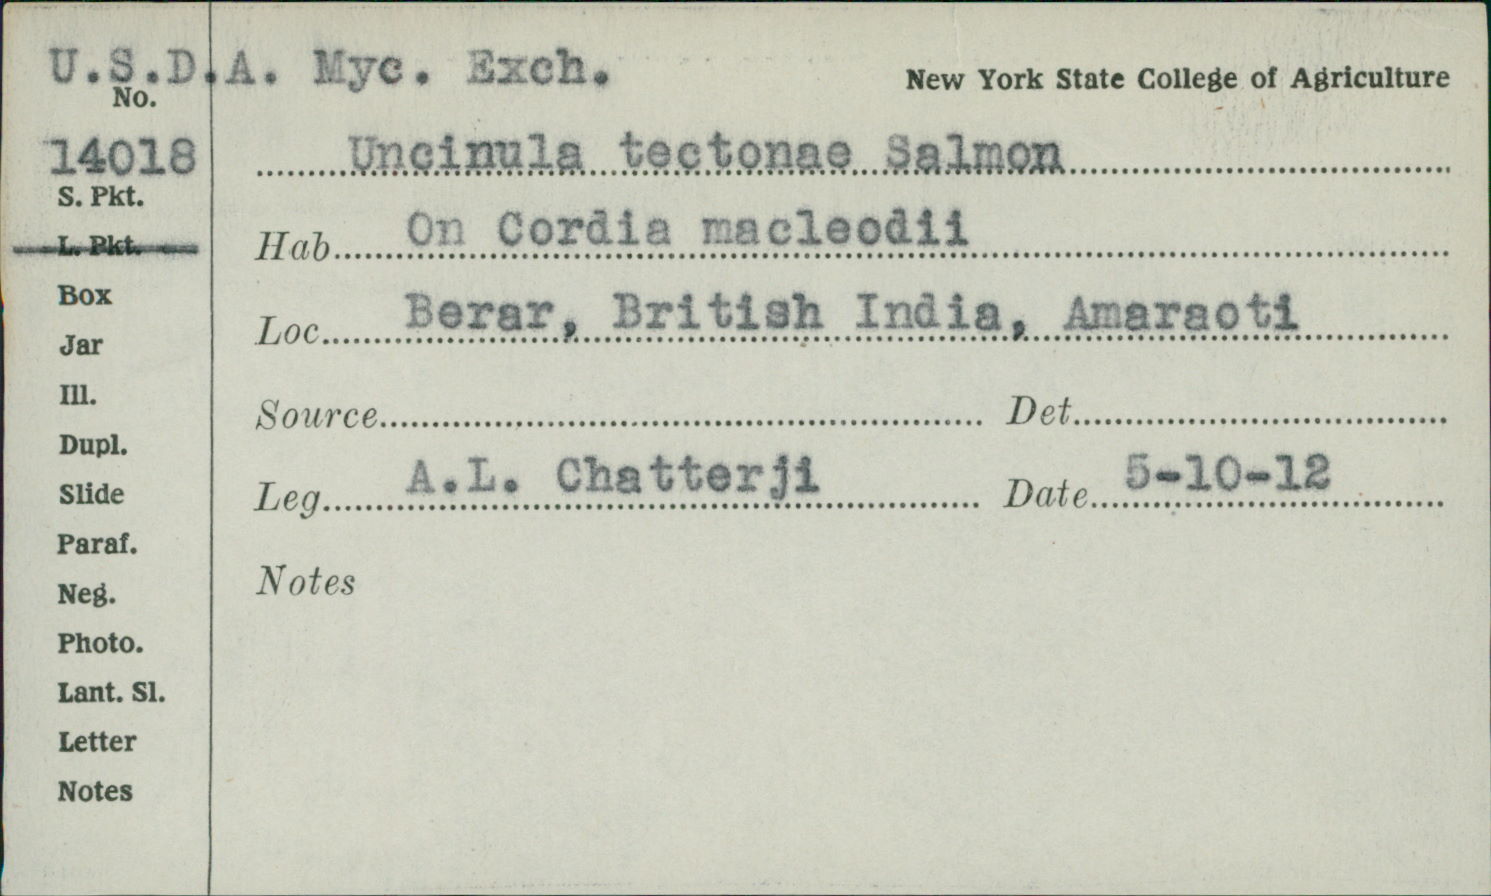 U.S.D.A. Myc. Exch.
New York State College of Agriculture
No.
14018
Uncinula tectonae Salmon
S. Pkt.
L. Pkt.
Hab. On Cordia macleodii
Box
Loc. Berar, British India, Amaraoti
Jar
Ill.
Source Det.
Dupl.
Slide
Leg. A.L. Chatterji Date 5-10-12
Paraf.
Neg.
Notes
Photo.
Lant. Sl.
Letter
Notes